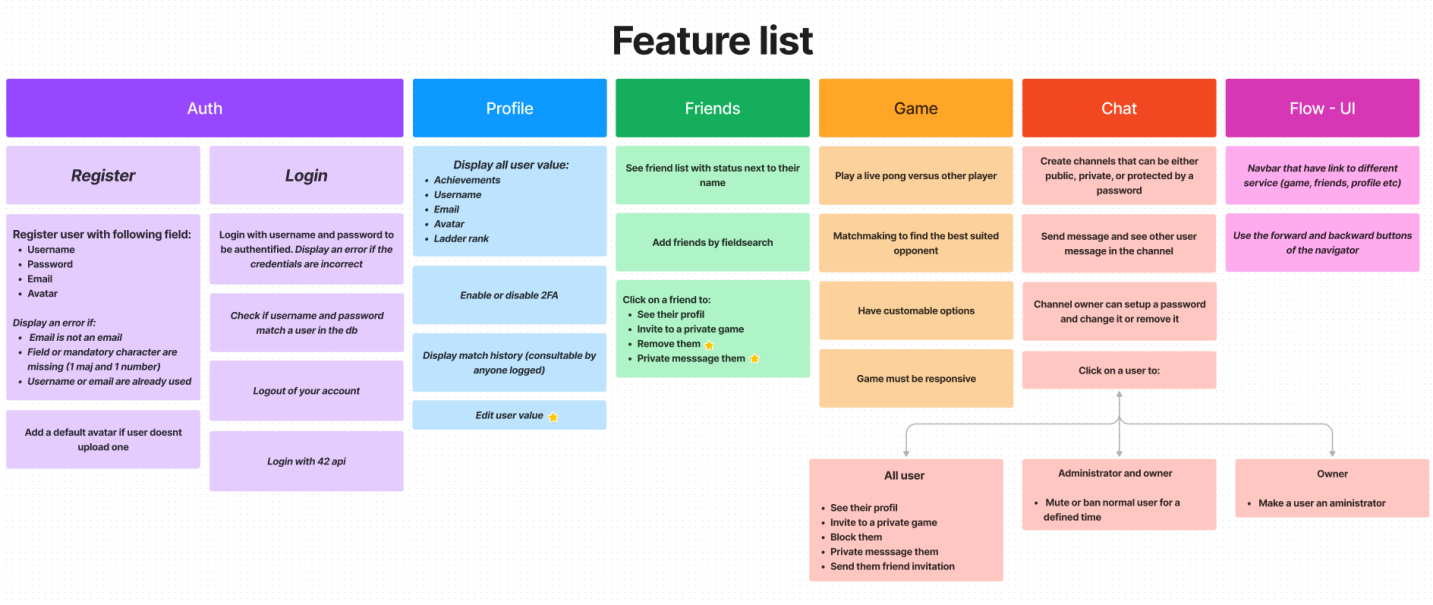 Feature list
Auth
Profile
Friends
Game
Chat
Flow - UI
Register
Register user with following field:
• Username
• Password
• Email
• Avatar
Display an error if:
• Email is not an email
• Field or mandatory character are
missing (1 maj and 1 number)
• Username or email are already used
Add a default avatar if user doesnt
upload one
Login
Login with username and password to
be authentified. Display an error if the
credentials are incorrect
Check if username and password
match a user in the db
Logout of your account
Login with 42 api
Display all user value:
• Achievements
• Username
• Email
• Avatar
• Ladder rank
Enable or disable 2FA
Display match history (consultable by
anyone logged)
Edit user value
See friend list with status next to their
name
Add friends by fieldsearch
Click on a friend to:
• See their profil
• Invite to a private game
• Remove them
• Private messsage them
Play a live pong versus other player
Matchmaking to find the best suited
opponent
Have customable options
Game must be responsive
Create channels that can be either
public, private, or protected by a
password
Send message and see other user
message in the channel
Channel owner can setup a password
and change it or remove it
Click on a user to:
All user
• See their profil
• Invite to a private game
• Block them
• Private messsage them
• Send them friend invitation
Administrator and owner
• Mute or ban normal user for a
defined time
Owner
• Make a user an aministrator
Navbar that have link to different
service (game, friends, profile etc)
Use the forward and backward buttons
of the navigator